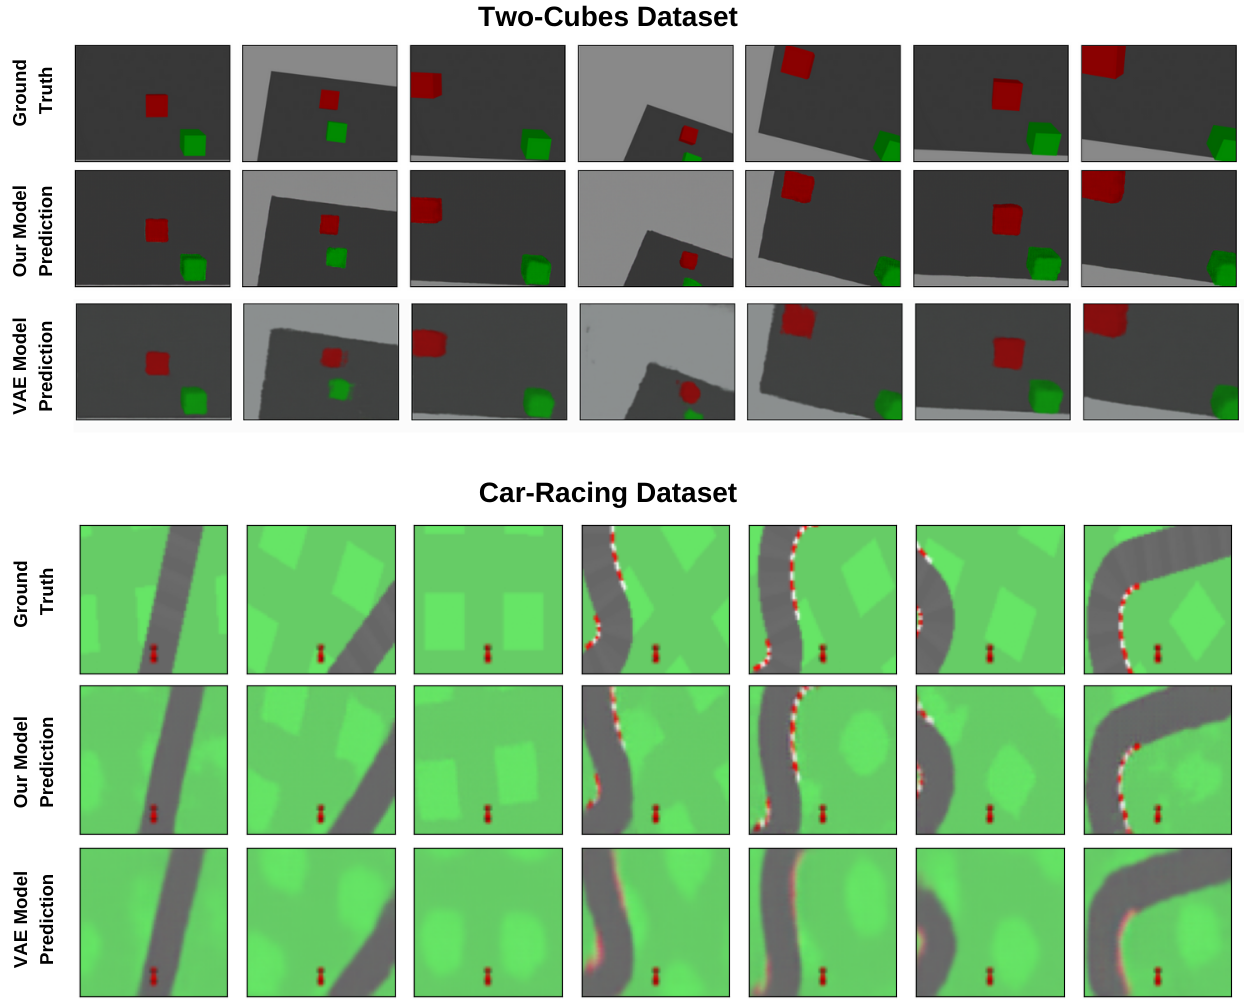 Two-Cubes Dataset
Ground
Truth
Our Model
Prediction
VAE Model
Prediction
Car-Racing Dataset
Ground
Truth
Our Model
Prediction
VAE Model
Prediction